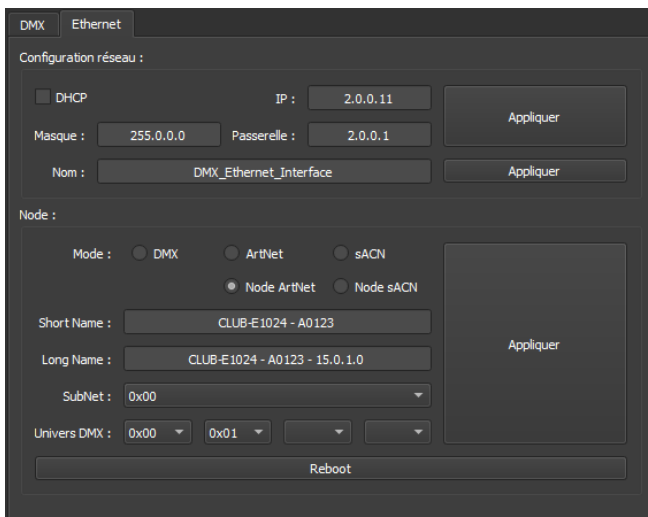 DMX Ethernet
Configuration réseau :
DHCP IP : 2.0.0.11 Appliquer
Masque : 255.0.0.0 Passerelle : 2.0.0.1
Nom : DMX_Ethernet_Interface Appliquer
Node :
Mode : DMX ArtNet sACN
Node ArtNet Node sACN
Short Name : CLUB-E1024 - A0123
Long Name : CLUB-E1024 - A0123 - 15.0.1.0 Appliquer
SubNet : 0x00
Univers DMX : 0x00 0x01
Reboot